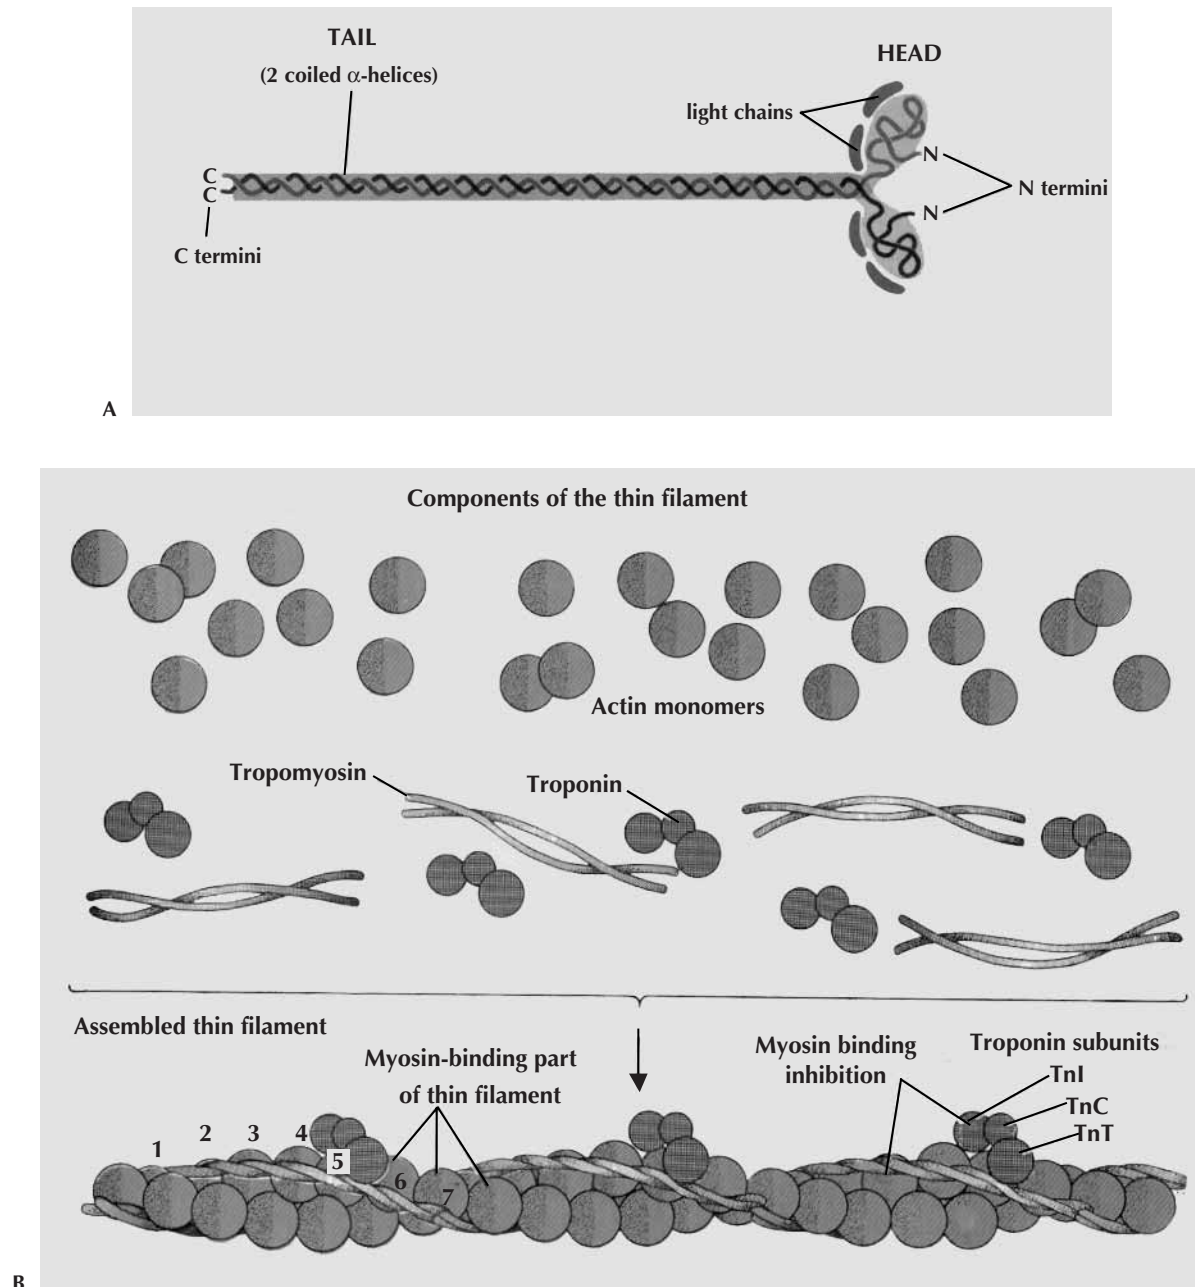 TAIL
(2 coiled α-helices)
HEAD
light chains
N
N
N termini
C
C
C termini
A
Components of the thin filament
Actin monomers
Tropomyosin
Troponin
Assembled thin filament
Myosin-binding part
of thin filament
Myosin binding
inhibition
Troponin subunits
TnI
TnC
TnT
1
2
3
4
5
6
7
B